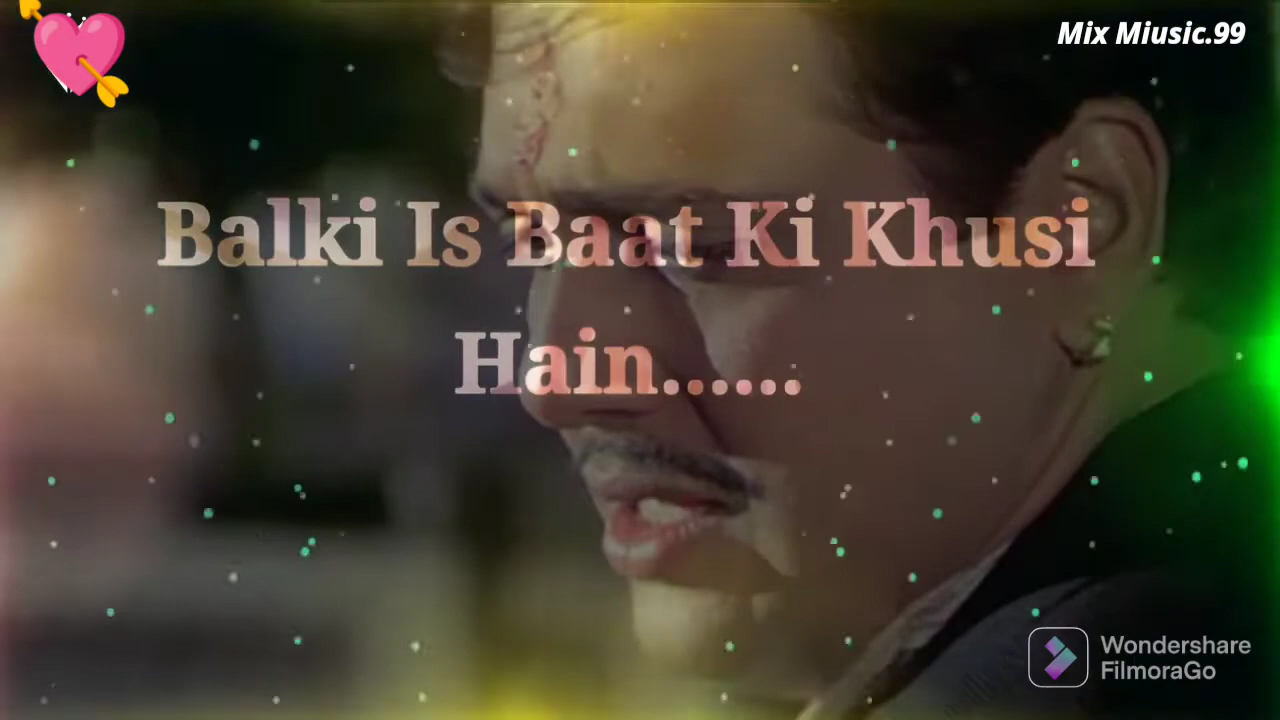 Mix Miusic.99
Balki Is Baat Ki Khusi
Hain......
Wondershare
FilmoraGo